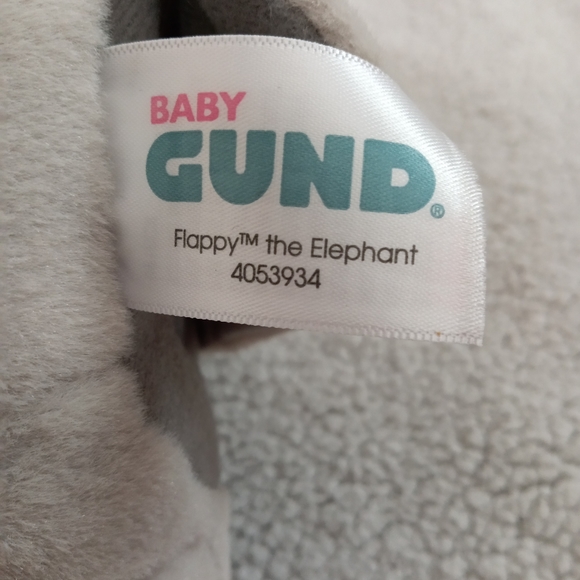 BABY
GUND®
Flappy™ the Elephant
4053934